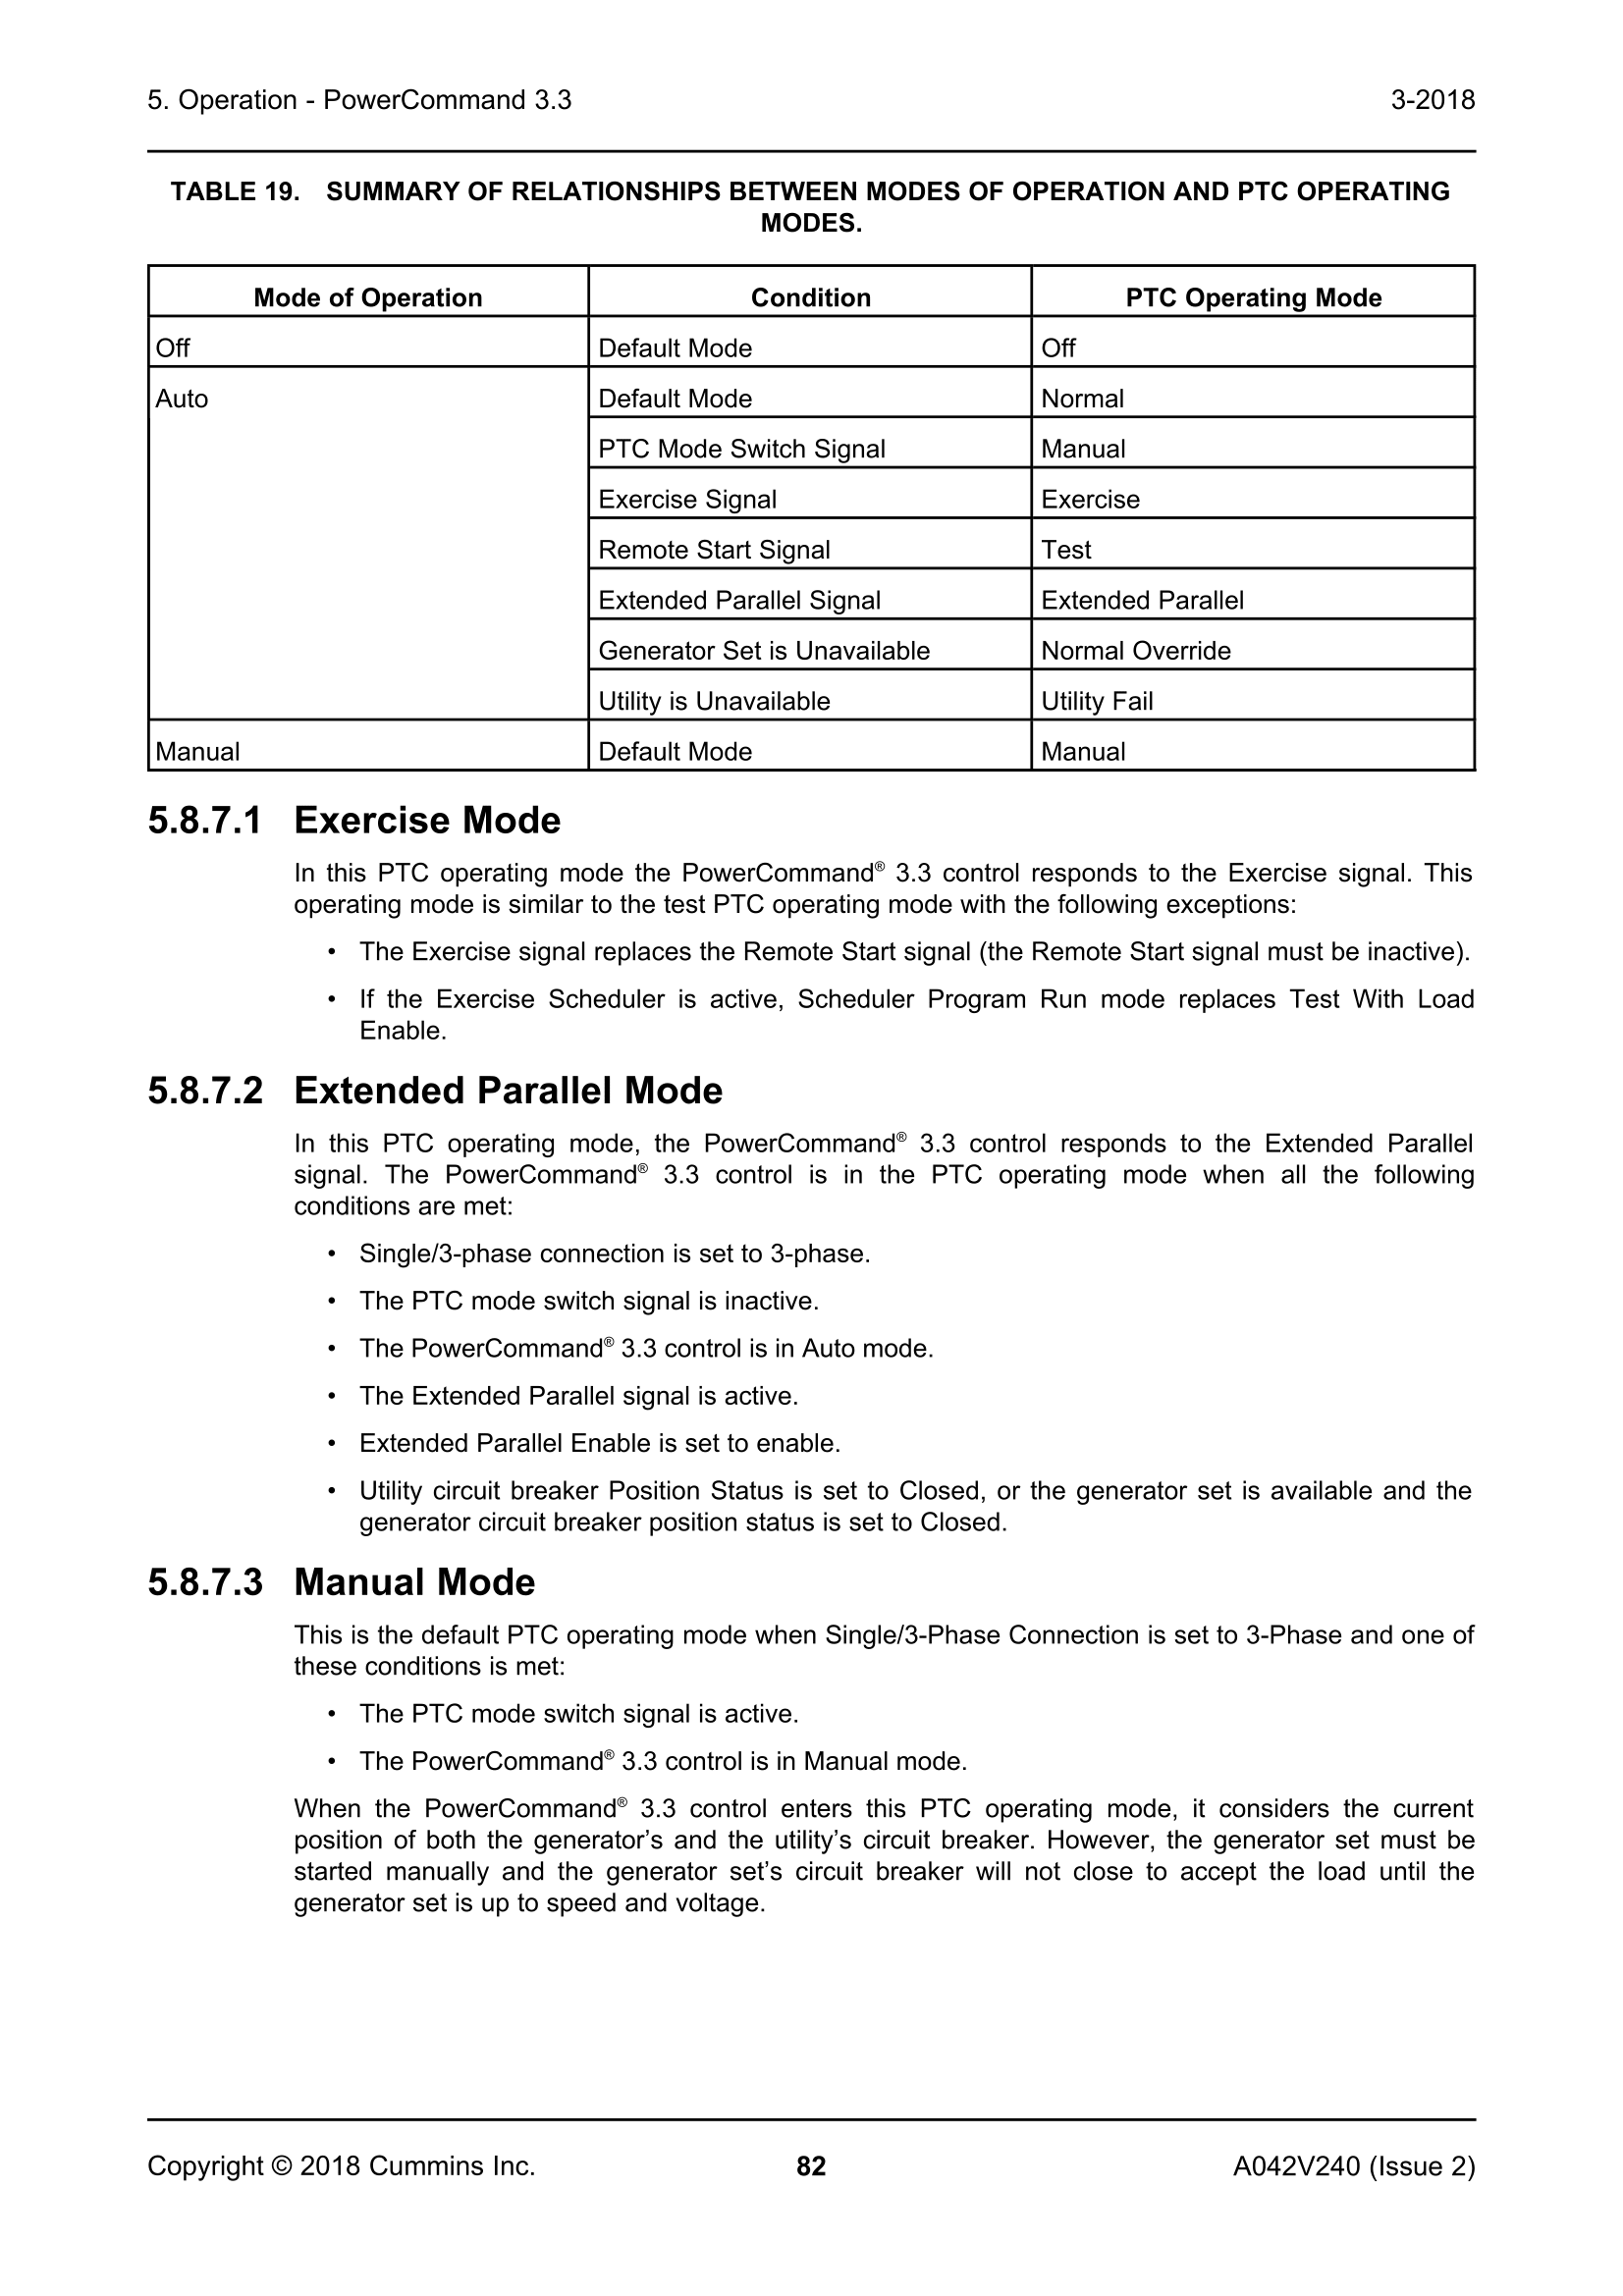 5. Operation - PowerCommand 3.3 3-2018
TABLE 19. SUMMARY OF RELATIONSHIPS BETWEEN MODES OF OPERATION AND PTC OPERATING
MODES.
Mode of Operation Condition PTC Operating Mode
Off Default Mode Off
Auto Default Mode Normal
PTC Mode Switch Signal Manual
Exercise Signal Exercise
Remote Start Signal Test
Extended Parallel Signal Extended Parallel
Generator Set is Unavailable Normal Override
Utility is Unavailable Utility Fail
Manual Default Mode Manual
5.8.7.1 Exercise Mode
In this PTC operating mode the PowerCommand® 3.3 control responds to the Exercise signal. This
operating mode is similar to the test PTC operating mode with the following exceptions:
• The Exercise signal replaces the Remote Start signal (the Remote Start signal must be inactive).
• If the Exercise Scheduler is active, Scheduler Program Run mode replaces Test With Load
Enable.
5.8.7.2 Extended Parallel Mode
In this PTC operating mode, the PowerCommand® 3.3 control responds to the Extended Parallel
signal. The PowerCommand® 3.3 control is in the PTC operating mode when all the following
conditions are met:
• Single/3-phase connection is set to 3-phase.
• The PTC mode switch signal is inactive.
• The PowerCommand® 3.3 control is in Auto mode.
• The Extended Parallel signal is active.
• Extended Parallel Enable is set to enable.
• Utility circuit breaker Position Status is set to Closed, or the generator set is available and the
generator circuit breaker position status is set to Closed.
5.8.7.3 Manual Mode
This is the default PTC operating mode when Single/3-Phase Connection is set to 3-Phase and one of
these conditions is met:
• The PTC mode switch signal is active.
• The PowerCommand® 3.3 control is in Manual mode.
When the PowerCommand® 3.3 control enters this PTC operating mode, it considers the current
position of both the generator's and the utility's circuit breaker. However, the generator set must be
started manually and the generator set's circuit breaker will not close to accept the load until the
generator set is up to speed and voltage.
Copyright © 2018 Cummins Inc. 82 A042V240 (Issue 2)